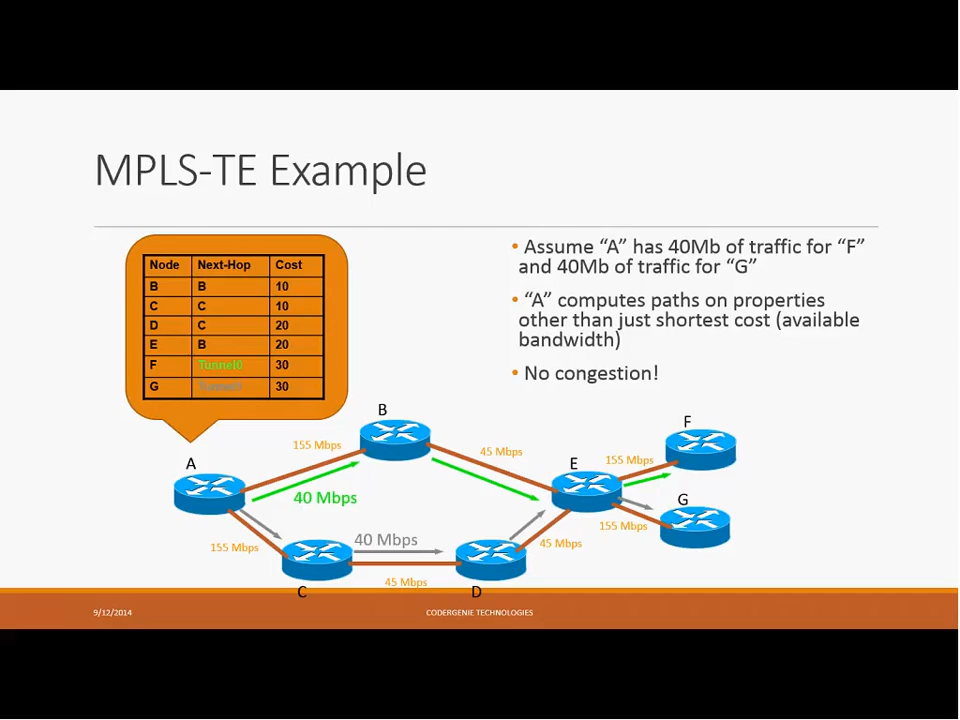 MPLS-TE Example
Node Next-Hop Cost
B B 10
C C 10
D C 20
E B 20
F Tunnel0 30
G 30
• Assume “A” has 40Mb of traffic for “F”
and 40Mb of traffic for “G”
• “A” computes paths on properties
other than just shortest cost (available
bandwidth)
• No congestion!
B
F
155 Mbps
45 Mbps
A
E
155 Mbps
40 Mbps
G
155 Mbps
40 Mbps
155 Mbps
45 Mbps
45 Mbps
C
D
9/12/2014
CODERGENIE TECHNOLOGIES